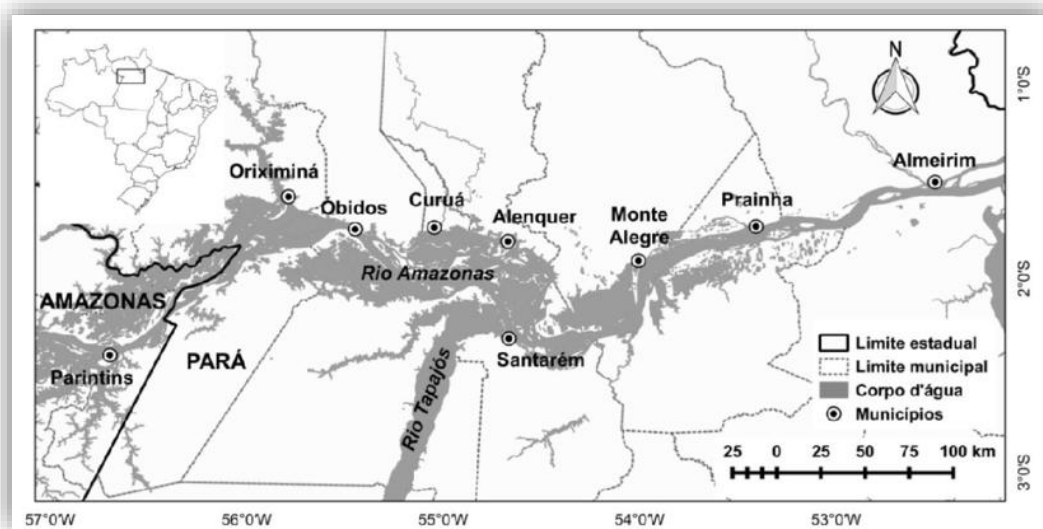 N
Oriximiná
Óbidos
Curuá
Alenquer
Monte
Alegre
Prainha
Almeirim
Rio Amazonas
AMAZONAS
PARÁ
Parintins
Santarém
Rio Tapajós
Limite estadual
Limite municipal
Corpo d'água
Municípios
25 0 25 50 75 100 km
1°0'S
2°0'S
3°0'S
57°0'W 56°0'W 55°0'W 54°0'W 53°0'W